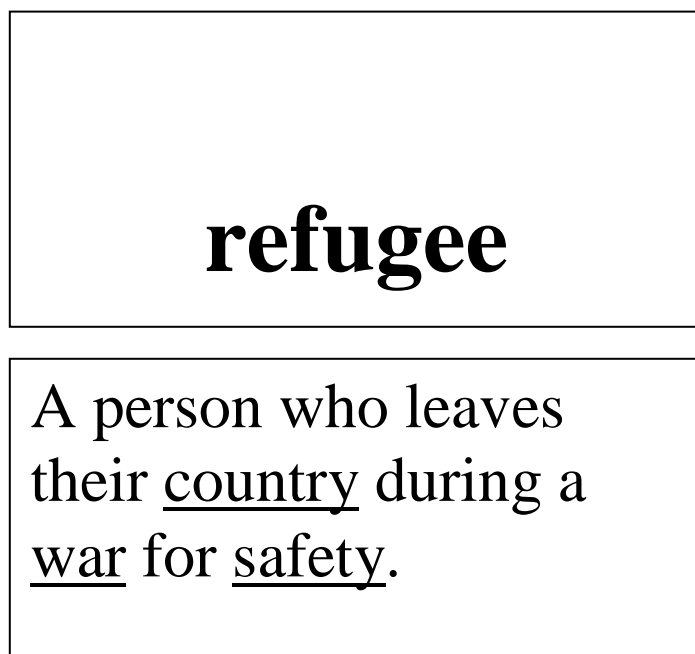 refugee
A person who leaves
their country during a
war for safety.